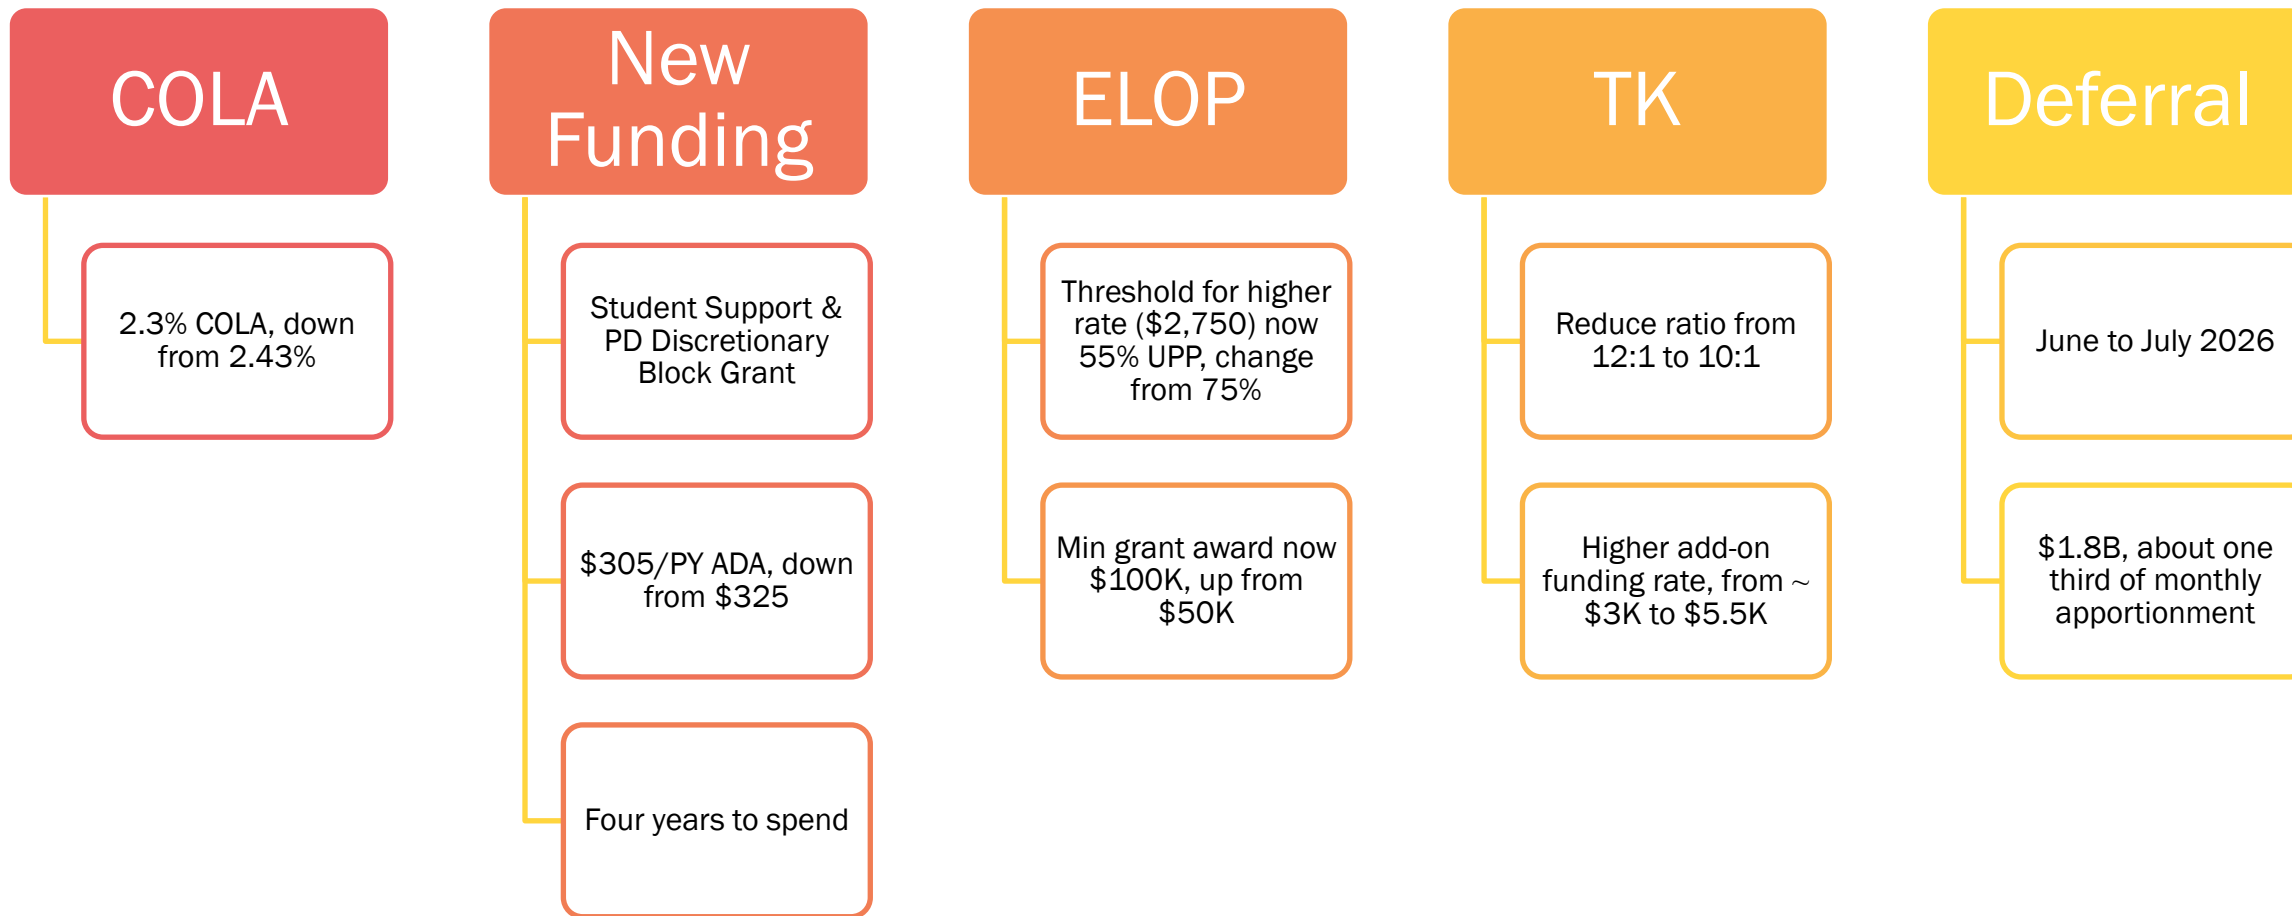 COLA
2.3% COLA, down
from 2.43%
New
Funding
Student Support &
PD Discretionary
Block Grant
$305/PY ADA, down
from $325
Four years to spend
ELOP
Threshold for higher
rate ($2,750) now
55% UPP, change
from 75%
Min grant award now
$100K, up from
$50K
TK
Reduce ratio from
12:1 to 10:1
Higher add-on
funding rate, from ~
$3K to $5.5K
Deferral
June to July 2026
$1.8B, about one
third of monthly
apportionment